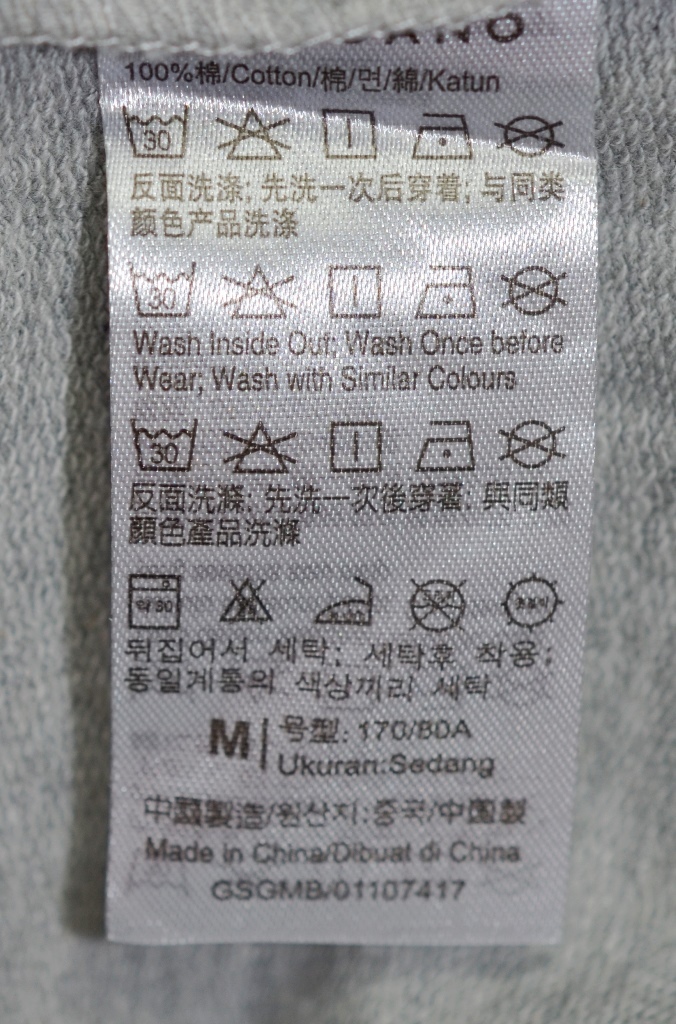 100%棉/Cotton/棉/면/綿/Katun
30
反面洗涤; 先洗一次后穿着; 与同类
颜色产品洗涤
30
Wash Inside Out; Wash Once before
Wear; Wash with Similar Colours
30
反面洗滌; 先洗一次後穿著; 與同類
顏色產品洗滌
약 30
뒤집어서 세탁; 세탁후 착용;
동일계통의 색상끼리 세탁
M 号型: 170/80A
Ukuran:Sedang
中國製造/원산지:중국/中国製
Made in China/Dibuat di China
GSGMB/01107417